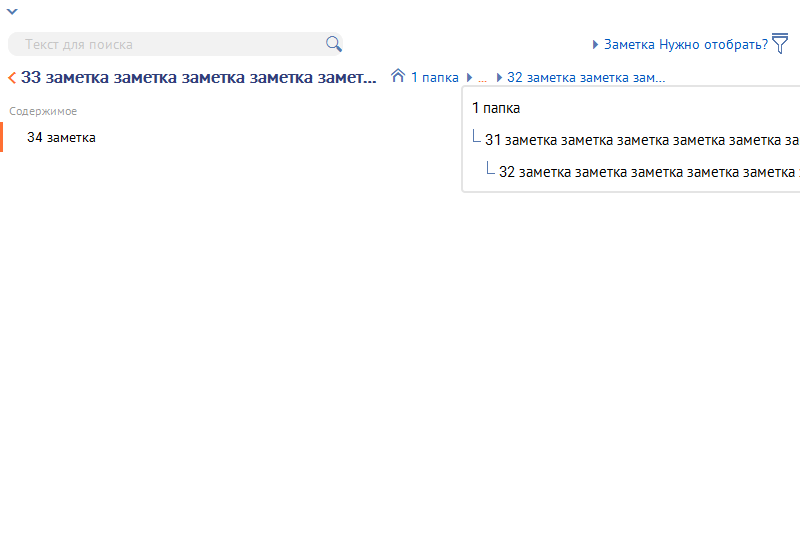 Текст для поиска
Заметка Нужно отобрать?
33 заметка заметка заметка заметка замет... 1 папка ... 32 заметка заметка зам...
Содержимое
34 заметка
1 папка
31 заметка заметка заметка заметка заметка за
32 заметка заметка заметка заметка заметка